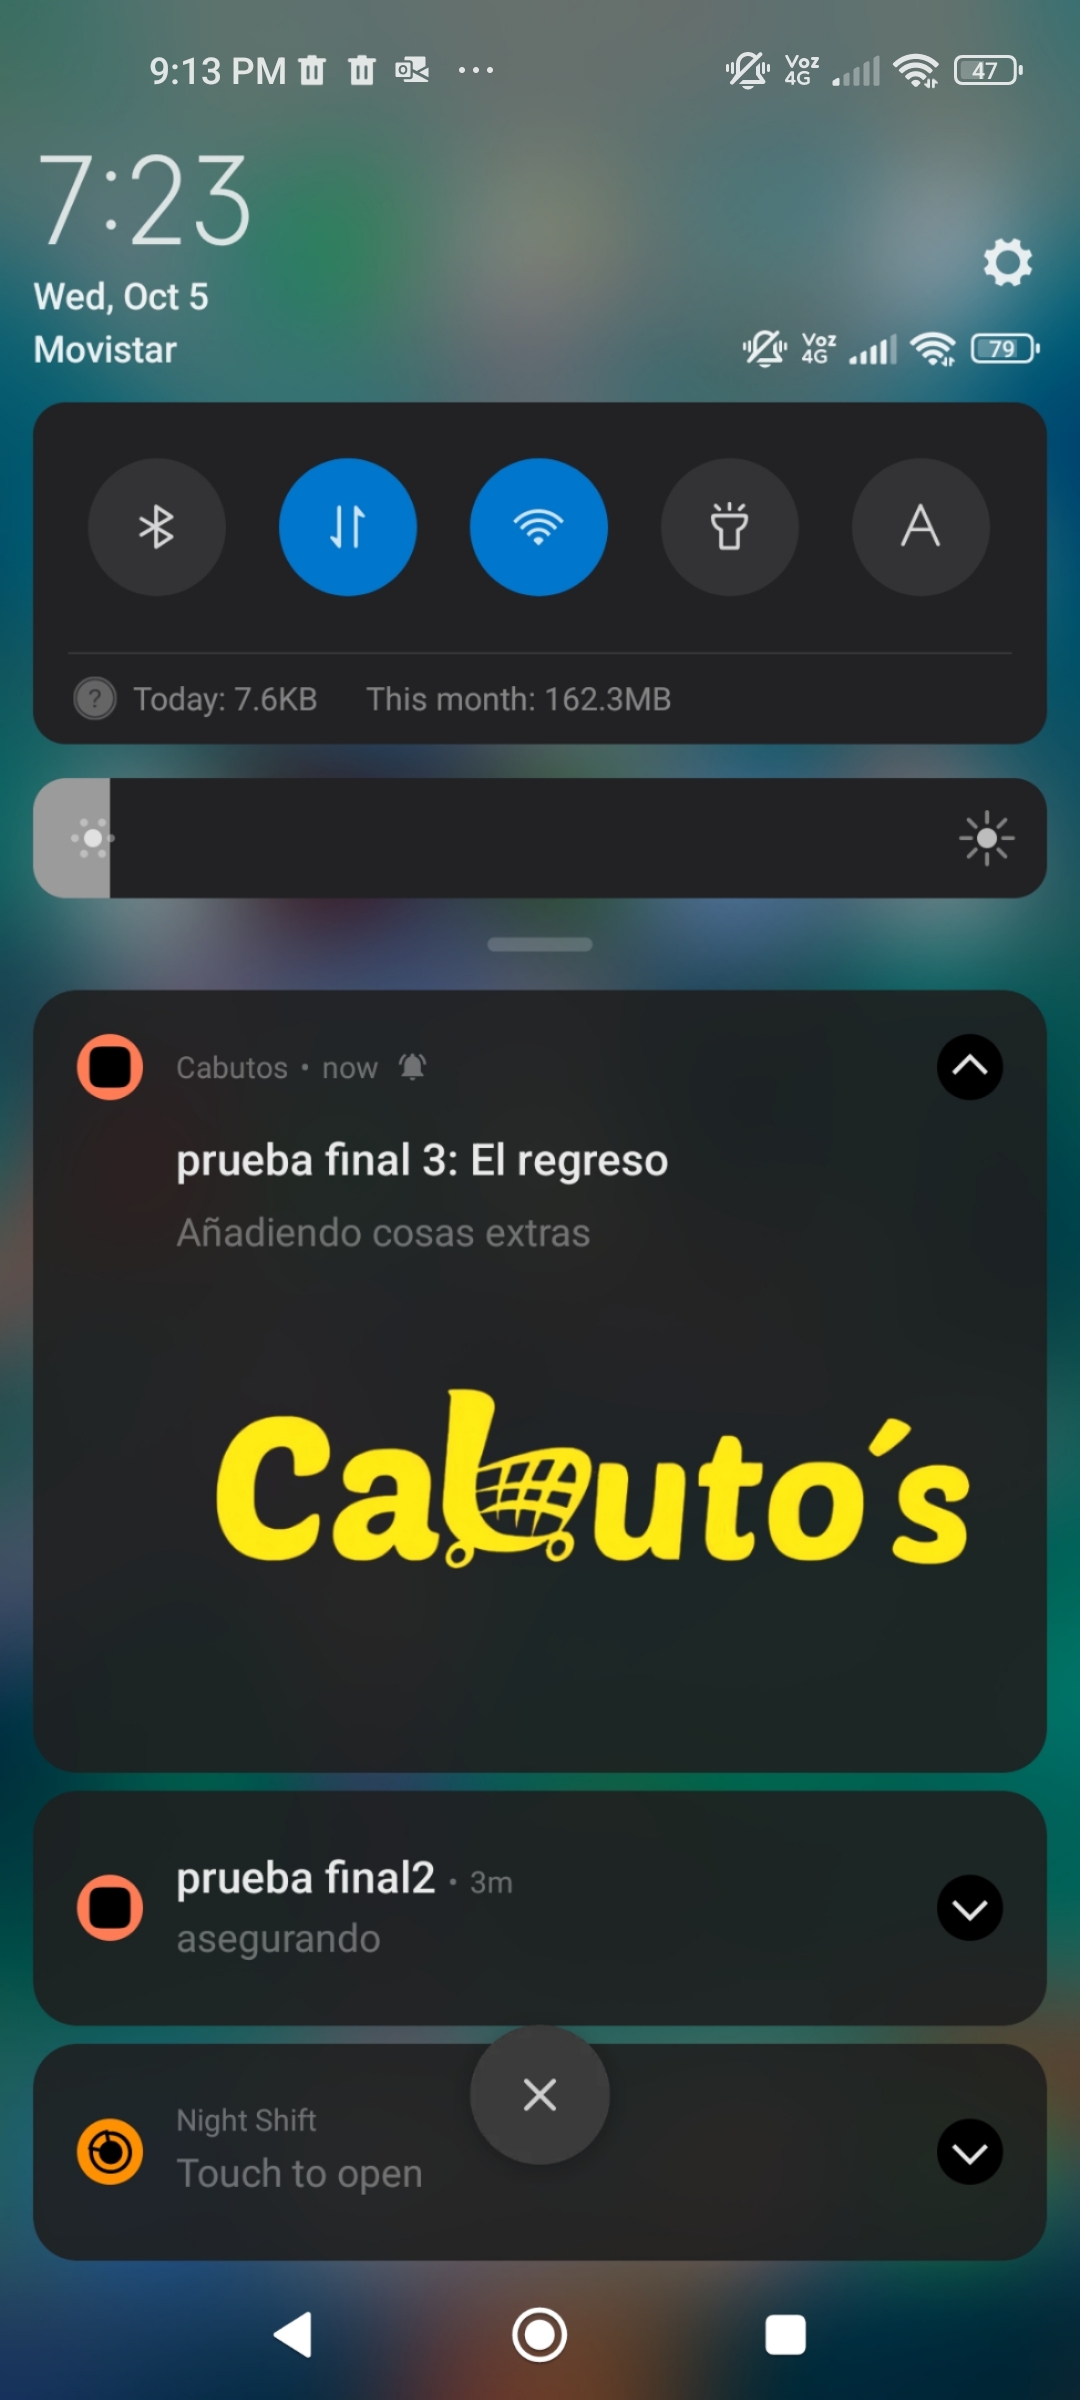 9:13 PM ... Voz 4G 47
7:23
Wed, Oct 5
Movistar Voz 4G 79
A
? Today: 7.6KB This month: 162.3MB
Cabutos • now
prueba final 3: El regreso
Añadiendo cosas extras
Cabuto´s
prueba final2 • 3m
asegurando
Night Shift
Touch to open